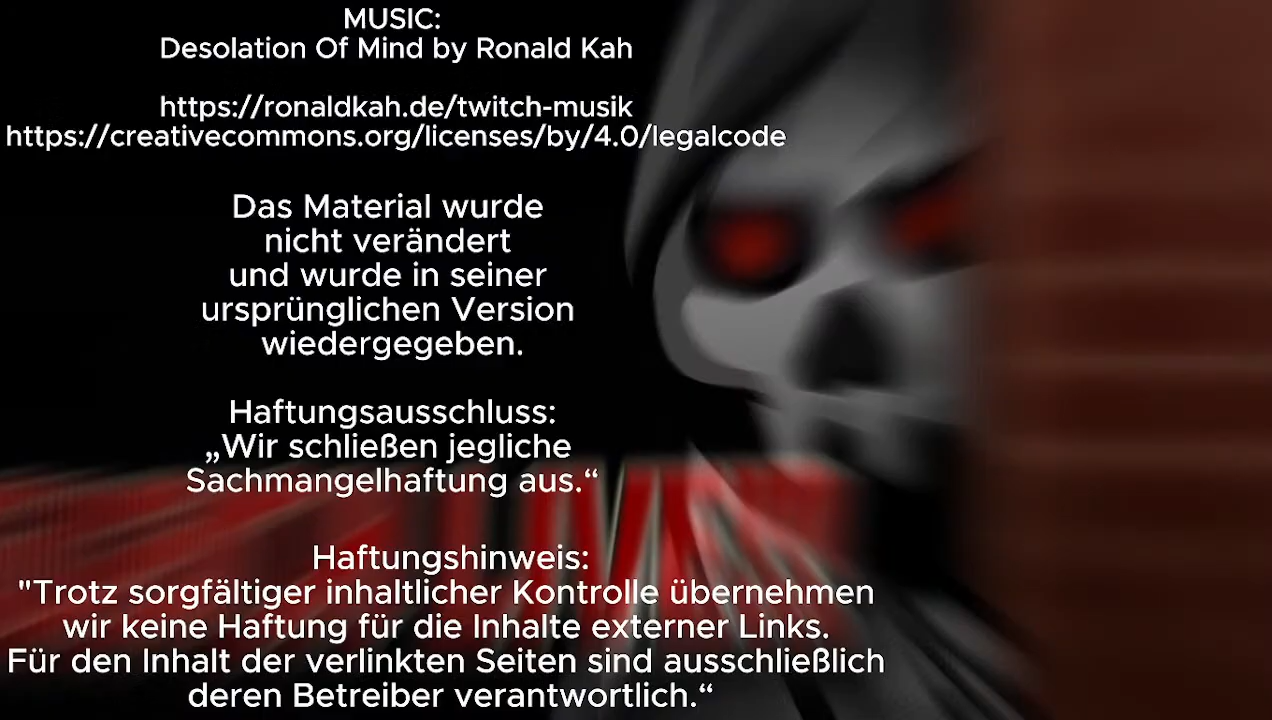 MUSIC:
Desolation Of Mind by Ronald Kah
https://ronaldkah.de/twitch-musik
https://creativecommons.org/licenses/by/4.0/legalcode
Das Material wurde
nicht verändert
und wurde in seiner
ursprünglichen Version
wiedergegeben.
Haftungsausschluss:
„Wir schließen jegliche
Sachmangelhaftung aus.“
Haftungshinweis:
"Trotz sorgfältiger inhaltlicher Kontrolle übernehmen
wir keine Haftung für die Inhalte externer Links.
Für den Inhalt der verlinkten Seiten sind ausschließlich
deren Betreiber verantwortlich.“